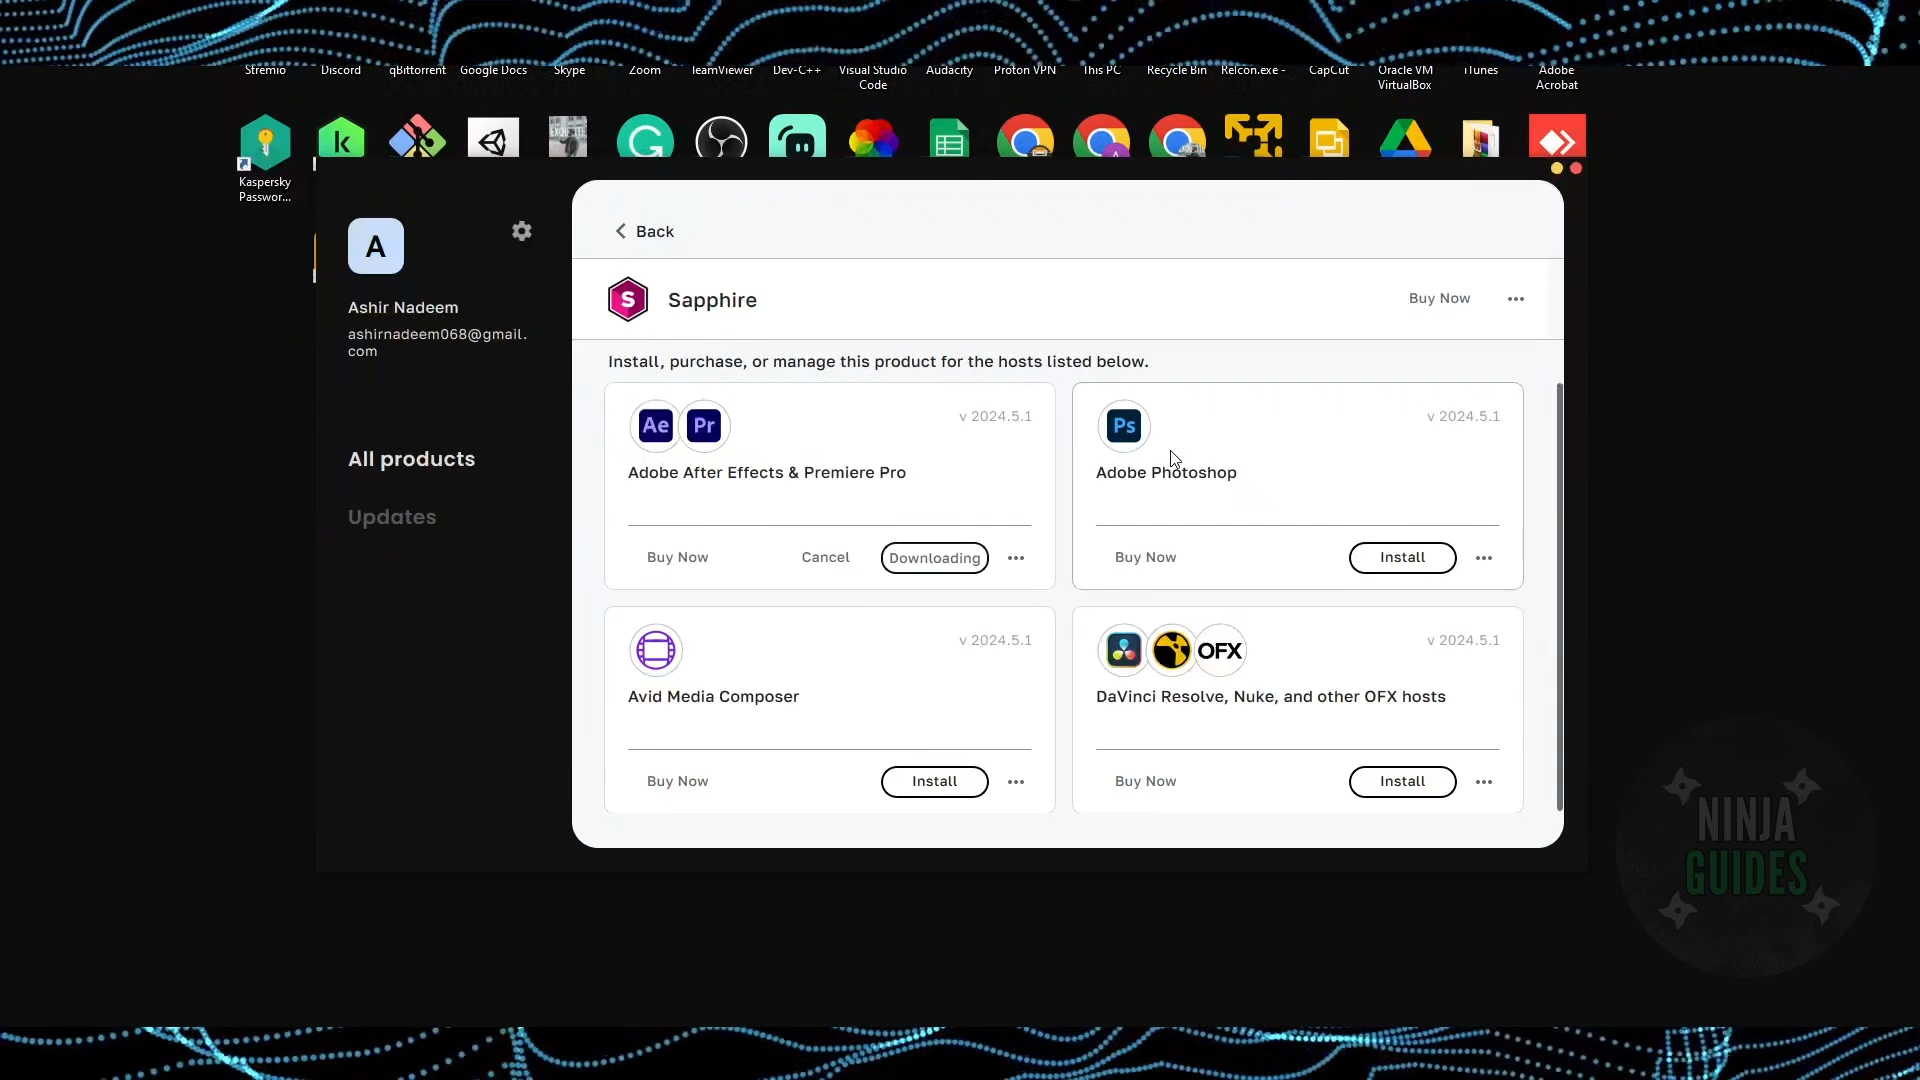 Stremio Discord qBittorrent Google Docs Skype Zoom TeamViewer Dev-C++ Visual Studio Code Audacity Proton VPN This PC Recycle Bin Relcon.exe - CapCut Oracle VM VirtualBox iTunes Adobe Acrobat
k
G
Kaspersky
Passwor...
A
Ashir Nadeem
ashirnadeem068@gmail.
com
All products
Updates
Back
S
Sapphire
Buy Now
Install, purchase, or manage this product for the hosts listed below.
Ae Pr
v 2024.5.1
Adobe After Effects & Premiere Pro
Buy Now Cancel Downloading
Ps
v 2024.5.1
Adobe Photoshop
Buy Now Install
v 2024.5.1
Avid Media Composer
Buy Now Install
OFX
v 2024.5.1
DaVinci Resolve, Nuke, and other OFX hosts
Buy Now Install
NINJA
GUIDES